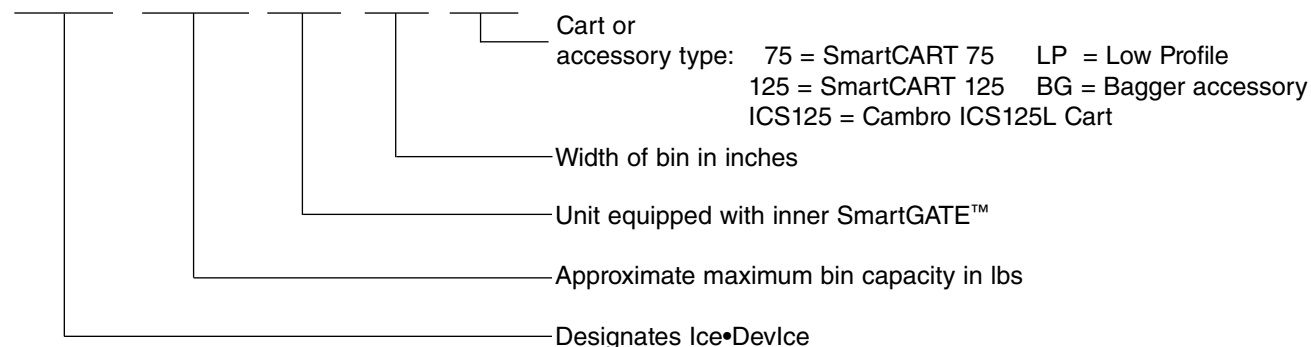 Cart or
accessory type: 75 = SmartCART 75 LP = Low Profile
125 = SmartCART 125 BG = Bagger accessory
ICS125 = Cambro ICS125L Cart
Width of bin in inches
Unit equipped with inner SmartGATE™
Approximate maximum bin capacity in lbs
Designates Ice•DevIce